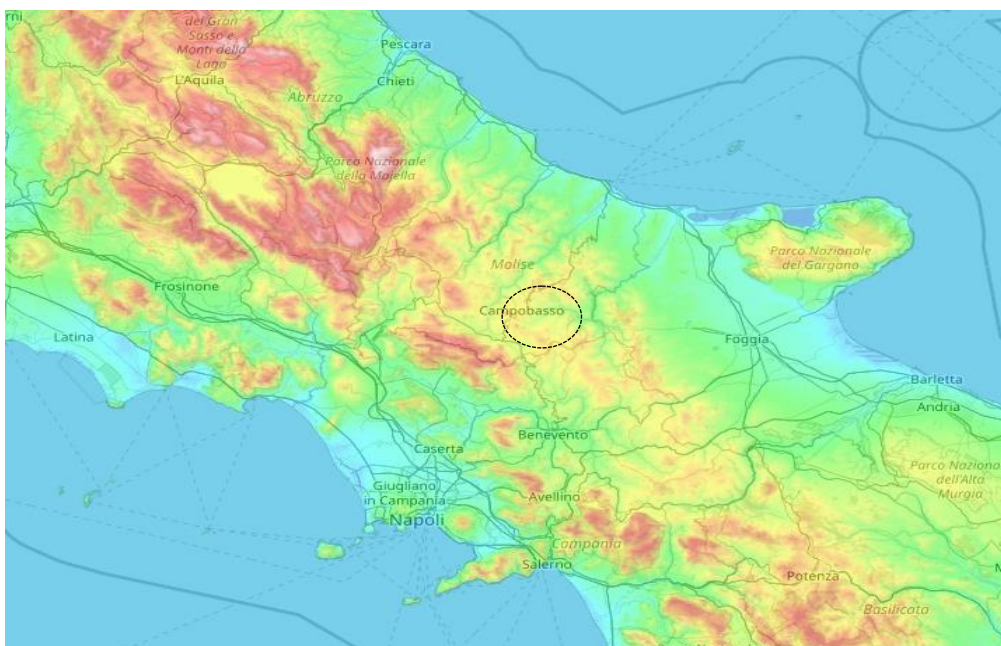 rni
del Gran
Sasso e
Monti della
Laga
L'Aquila
Pescara
Chieti
Abruzzo
Parco Nazionale
della Majella
Molise
Parco Nazionale
del Gargano
Frosinone
Campobasso
Latina
Foggia
Barletta
Andria
Benevento
Caserta
Parco Naziona
dell'Alta
Murgia
Giugliano
in Campania
Avellino
Napoli
Campania
Salerno
Potenza
M
Basilicata